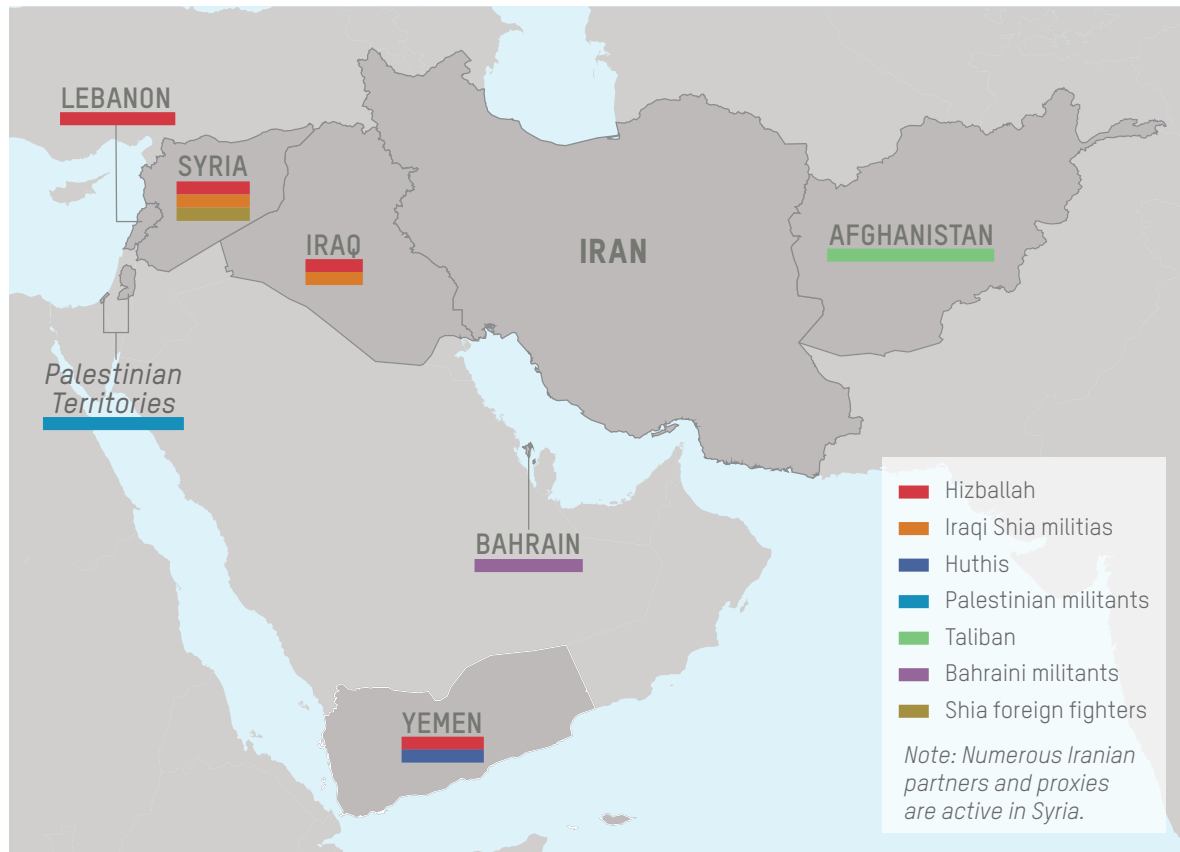 LEBANON
SYRIA
IRAQ
IRAN
AFGHANISTAN
Palestinian
Territories
BAHRAIN
YEMEN
Hizballah
Iraqi Shia militias
Huthis
Palestinian militants
Taliban
Bahraini militants
Shia foreign fighters
Note: Numerous Iranian
partners and proxies
are active in Syria.